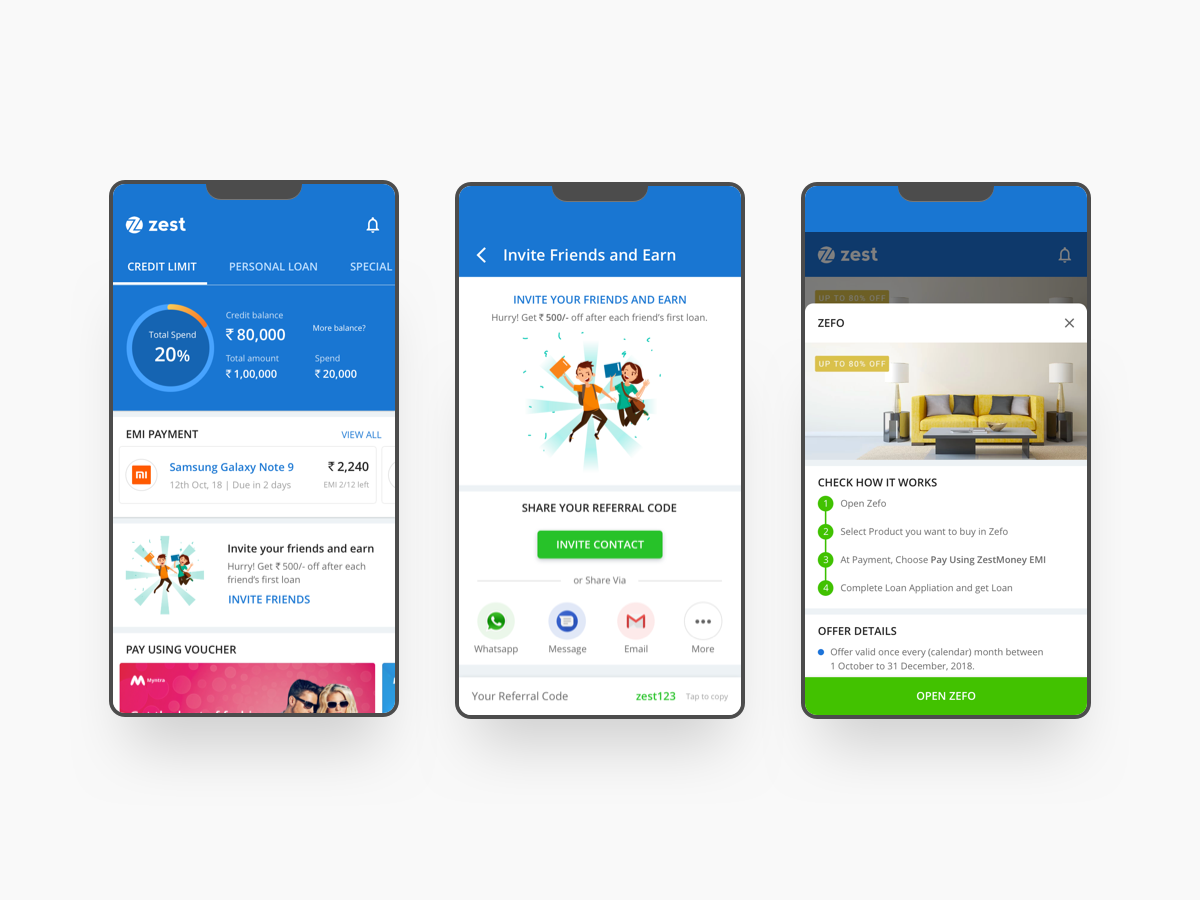 zest
CREDIT LIMIT
PERSONAL LOAN
SPECIAL
Total Spend
20%
Credit balance
₹ 80,000
More balance?
Total amount
₹ 1,00,000
Spend
₹ 20,000
EMI PAYMENT
VIEW ALL
mi
Samsung Galaxy Note 9
12th Oct, 18 | Due in 2 days
₹ 2,240
EMI 2/12 left
Invite your friends and earn
Hurry! Get ₹ 500/- off after each
friend's first loan
INVITE FRIENDS
PAY USING VOUCHER
Myntra
Invite Friends and Earn
INVITE YOUR FRIENDS AND EARN
Hurry! Get ₹ 500/- off after each friend's first loan.
SHARE YOUR REFERRAL CODE
INVITE CONTACT
or Share Via
Whatsapp
Message
Email
More
Your Referral Code
zest123
Tap to copy
zest
UP TO 80% OFF
ZEFO
UP TO 80% OFF
CHECK HOW IT WORKS
1 Open Zefo
2 Select Product you want to buy in Zefo
3 At Payment, Choose Pay Using ZestMoney EMI
4 Complete Loan Appliation and get Loan
OFFER DETAILS
Offer valid once every (calendar) month between
1 October to 31 December, 2018.
OPEN ZEFO